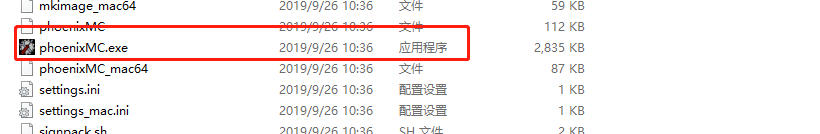 mkimage_mac64 2019/9/26 10:36 文件 59 KB
phoenixMC 2019/9/26 10:36 文件 112 KB
phoenixMC.exe 2019/9/26 10:36 应用程序 2,835 KB
phoenixMC_mac64 2019/9/26 10:36 文件 87 KB
settings.ini 2019/9/26 10:36 配置设置 1 KB
settings_mac.ini 2019/9/26 10:36 配置设置 1 KB
signpack.sh 2019/9/26 10:36 SH 文件 1 KB